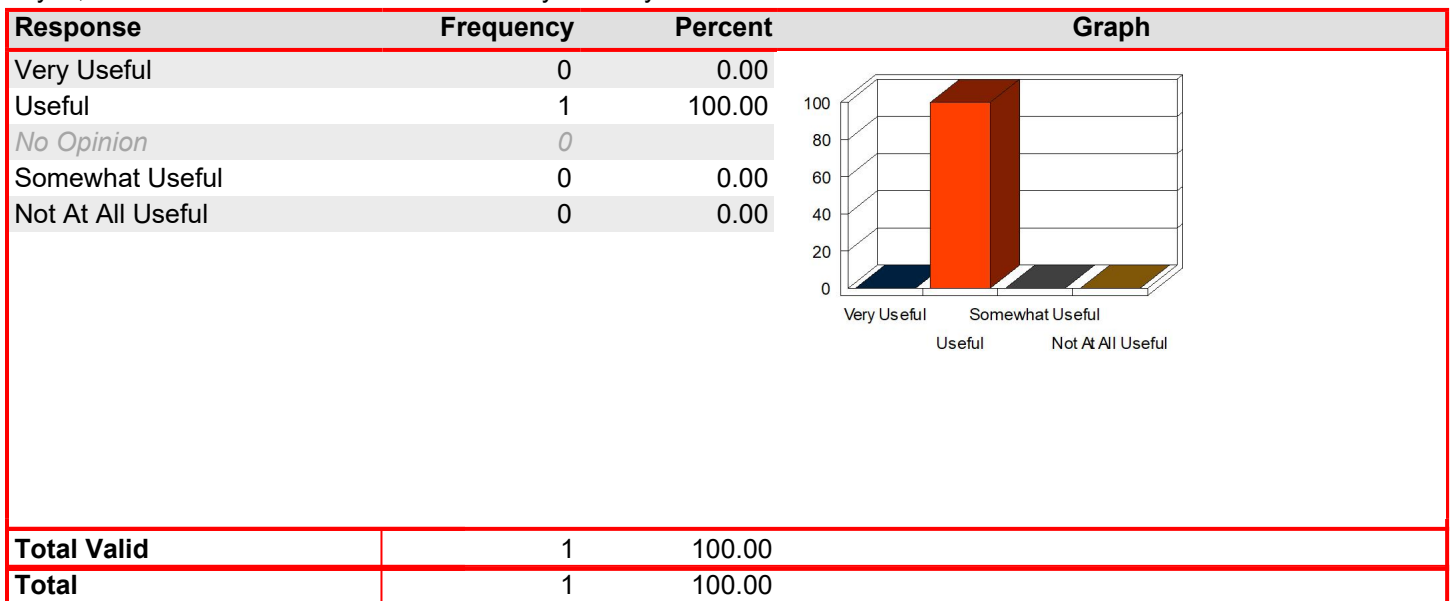 Response Frequency Percent Graph
Very Useful 0 0.00
Useful 1 100.00
No Opinion 0
Somewhat Useful 0 0.00
Not At All Useful 0 0.00
100
80
60
40
20
0
Very Useful Somewhat Useful
Useful Not At All Useful
Total Valid 1 100.00
Total 1 100.00